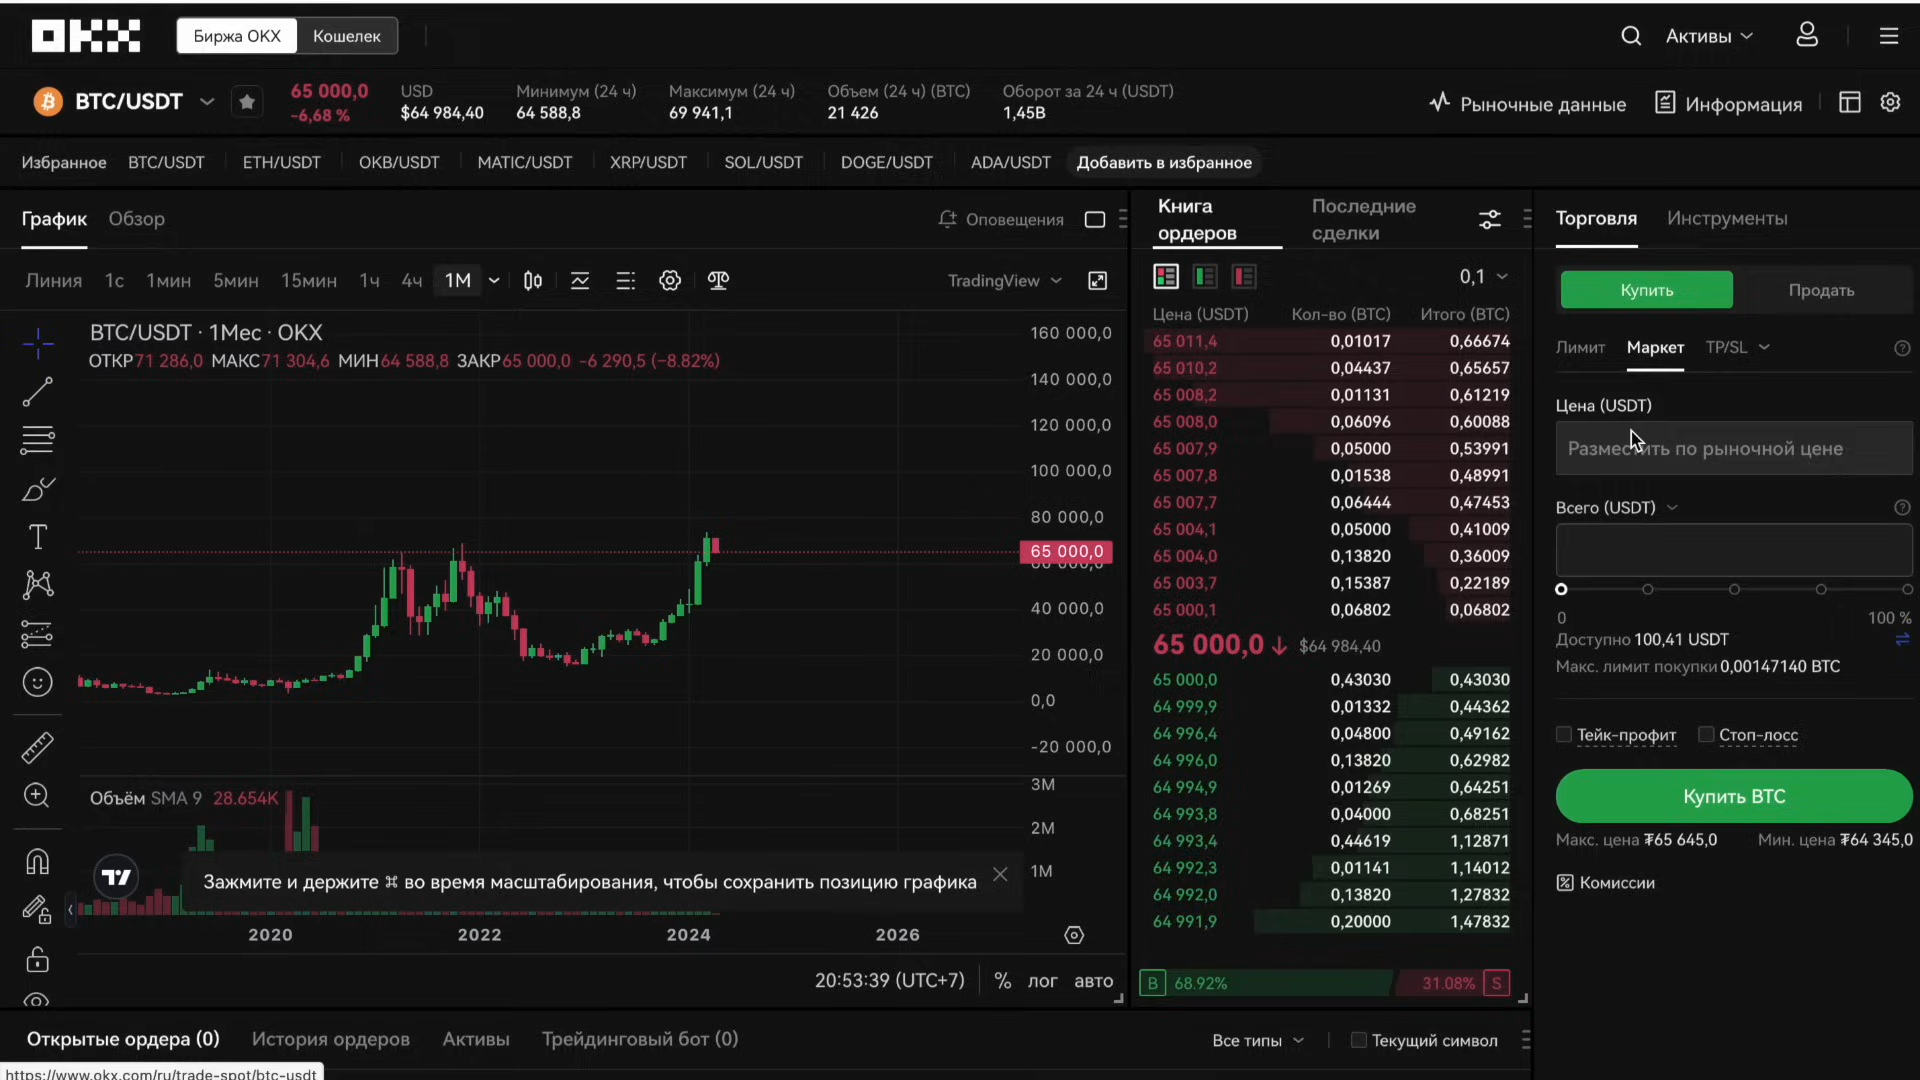 OKX
Биржа OKX Кошелек
Активы
BTC/USDT
65 000,0
-6,68 %
USD
$64 984,40
Минимум (24 ч)
64 588,8
Максимум (24 ч)
69 941,1
Объем (24 ч) (BTC)
21 426
Оборот за 24 ч (USDT)
1,45B
Рыночные данные
Информация
Избранное BTC/USDT ETH/USDT OKB/USDT MATIC/USDT XRP/USDT SOL/USDT DOGE/USDT ADA/USDT Добавить в избранное
График Обзор
Оповещения
Линия 1с 1мин 5мин 15мин 1ч 4ч 1M
TradingView
BTC/USDT · 1Мес · OKX
ОТКР71 286,0 МАКС71 304,6 МИН64 588,8 ЗАКР65 000,0 -6 290,5 (−8.82%)
160 000,0
140 000,0
120 000,0
100 000,0
80 000,0
65 000,0
60 000,0
40 000,0
20 000,0
0,0
-20 000,0
Объём SMA 9 28.654K
3M
2M
1M
Зажмите и держите ⌘ во время масштабирования, чтобы сохранить позицию графика
2020 2022 2024 2026
20:53:39 (UTC+7) % лог авто
Книга
ордеров
Последние
сделки
0,1
Цена (USDT) Кол-во (BTC) Итого (BTC)
65 011,4 0,01017 0,66674
65 010,2 0,04437 0,65657
65 008,2 0,01131 0,61219
65 008,0 0,06096 0,60088
65 007,9 0,05000 0,53991
65 007,8 0,01538 0,48991
65 007,7 0,06444 0,47453
65 004,1 0,05000 0,41009
65 004,0 0,13820 0,36009
65 003,7 0,15387 0,22189
65 000,1 0,06802 0,06802
65 000,0 ↓ $64 984,40
65 000,0 0,43030 0,43030
64 999,9 0,01332 0,44362
64 996,4 0,04800 0,49162
64 996,0 0,13820 0,62982
64 994,9 0,01269 0,64251
64 993,8 0,04000 0,68251
64 993,4 0,44619 1,12871
64 992,3 0,01141 1,14012
64 992,0 0,13820 1,27832
64 991,9 0,20000 1,47832
B 68.92% 31.08% S
Торговля Инструменты
Купить Продать
Лимит Маркет TP/SL
Цена (USDT)
Разместить по рыночной цене
Всего (USDT)
0 100 %
Доступно 100,41 USDT
Макс. лимит покупки 0,00147140 BTC
Тейк-профит Стоп-лосс
Купить BTC
Макс. цена ₮65 645,0 Мин. цена ₮64 345,0
Комиссии
Открытые ордера (0) История ордеров Активы Трейдинговый бот (0)
Все типы Текущий символ
https://www.okx.com/ru/trade-spot/btc-usdt